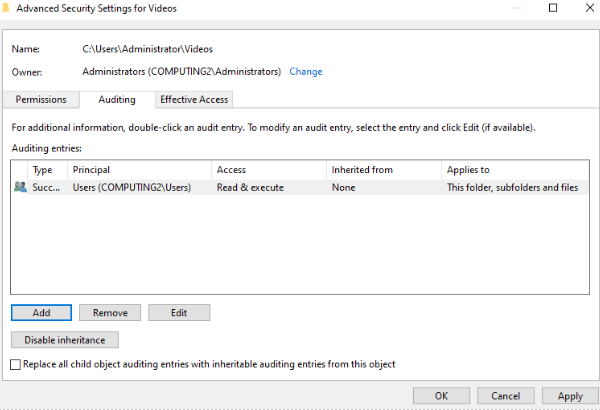 Advanced Security Settings for Videos
Name: C:\Users\Administrator\Videos
Owner: Administrators (COMPUTING2\Administrators) Change
Permissions Auditing Effective Access
For additional information, double-click an audit entry. To modify an audit entry, select the entry and click Edit (if available).
Auditing entries:
Type Principal Access Inherited from Applies to
Succ... Users (COMPUTING2\Users) Read & execute None This folder, subfolders and files
Add Remove Edit
Disable inheritance
Replace all child object auditing entries with inheritable auditing entries from this object
OK Cancel Apply